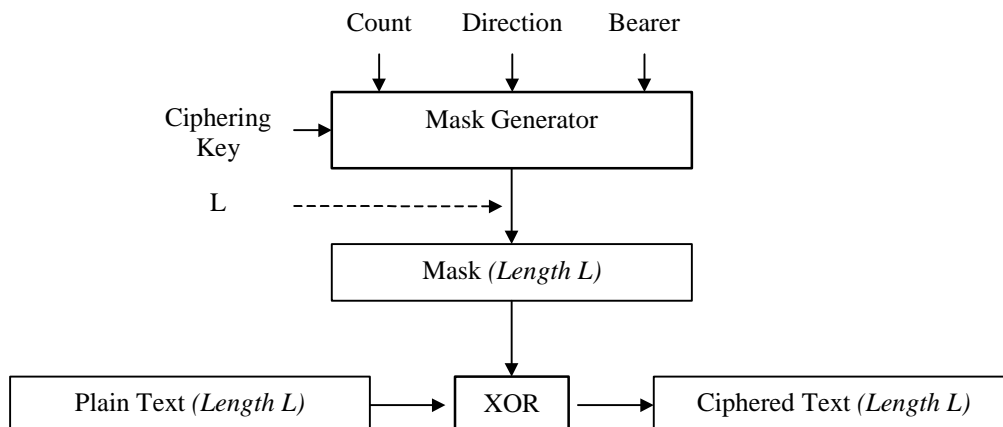 Count Direction Bearer
Mask Generator
Ciphering
Key
L
Mask (Length L)
Plain Text (Length L) XOR Ciphered Text (Length L)